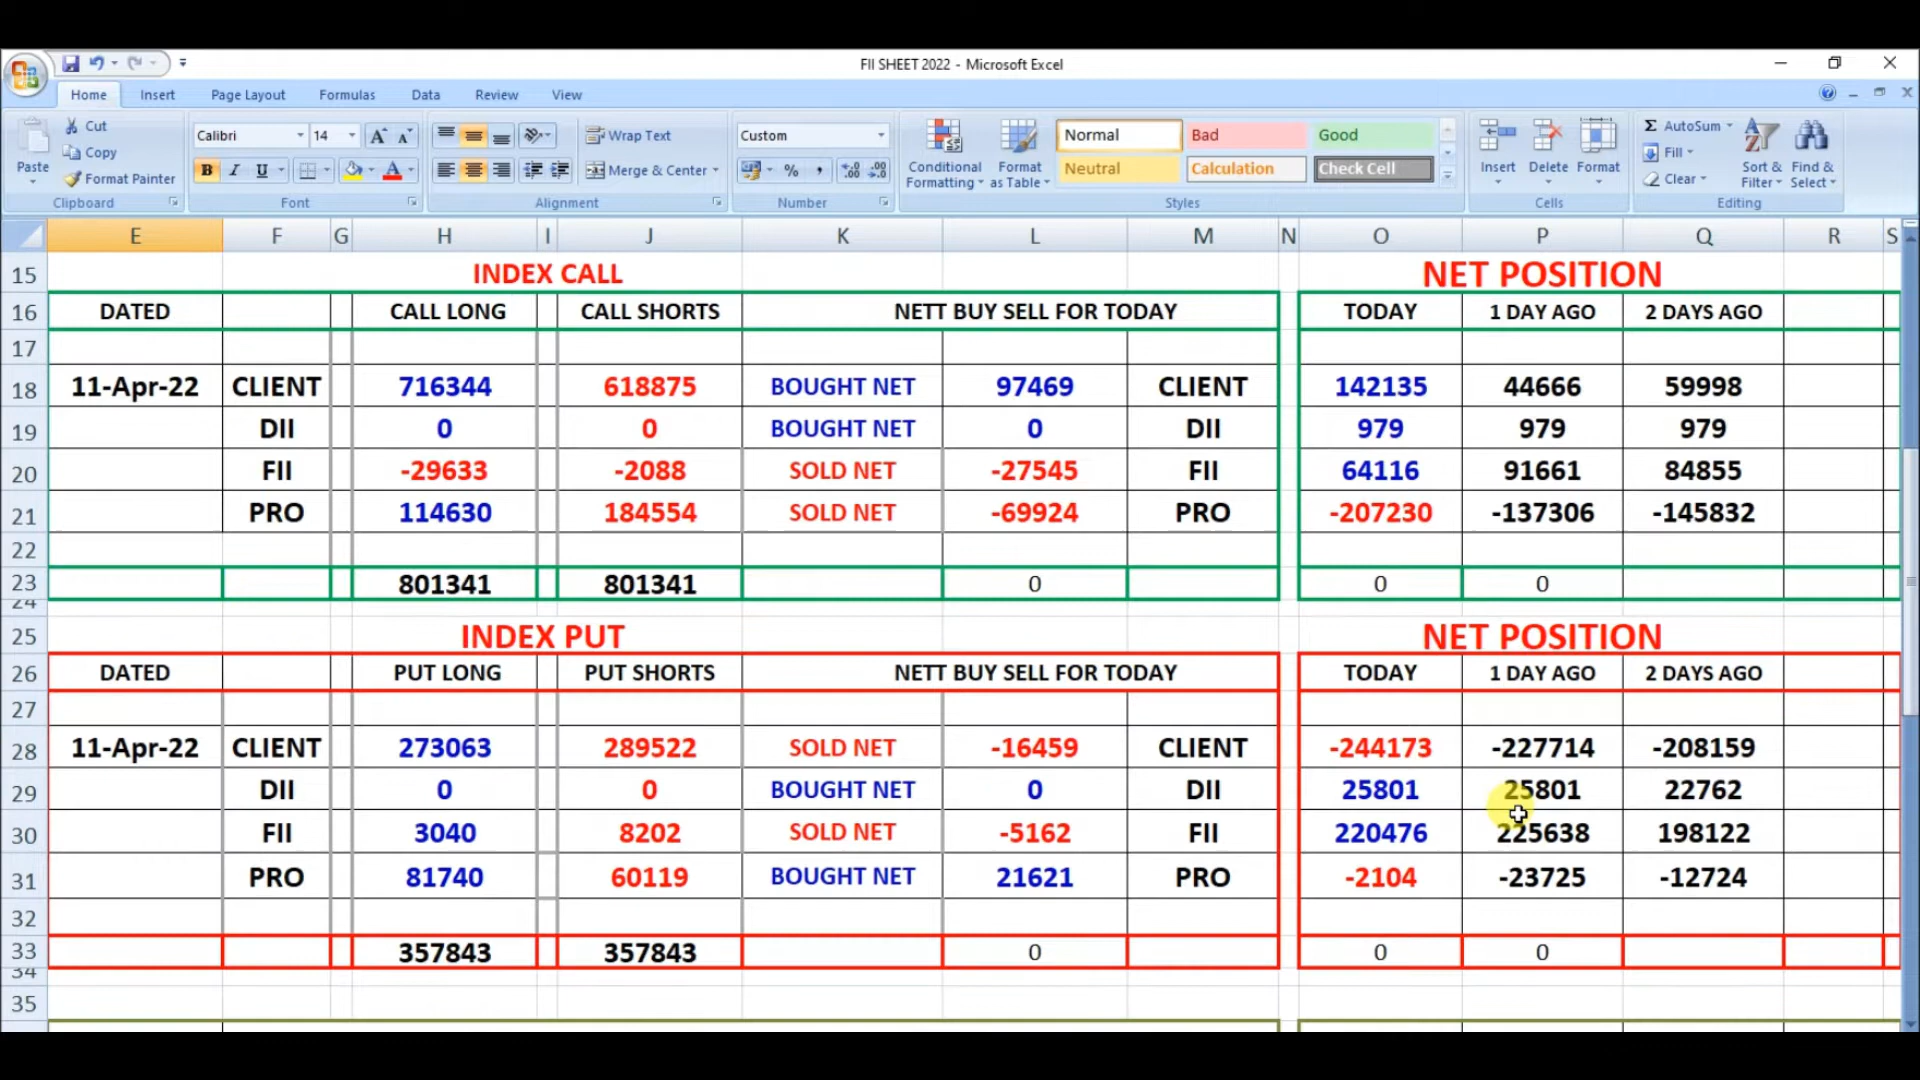 FII SHEET 2022 - Microsoft Excel
Home Insert Page Layout Formulas Data Review View
Paste
Cut
Copy
Format Painter
Clipboard
Calibri 14
B I U
Font
Wrap Text
Merge & Center
Alignment
Custom
% ,
Number
Conditional Formatting
Format as Table
Normal Bad Good
Neutral Calculation Check Cell
Styles
Insert Delete Format
Cells
Σ AutoSum
Fill
Clear
Sort & Filter
Find & Select
Editing
E F G H I J K L M N O P Q R S
15 INDEX CALL NET POSITION
16 DATED CALL LONG CALL SHORTS NETT BUY SELL FOR TODAY TODAY 1 DAY AGO 2 DAYS AGO
17
18 11-Apr-22 CLIENT 716344 618875 BOUGHT NET 97469 CLIENT 142135 44666 59998
19 DII 0 0 BOUGHT NET 0 DII 979 979 979
20 FII -29633 -2088 SOLD NET -27545 FII 64116 91661 84855
21 PRO 114630 184554 SOLD NET -69924 PRO -207230 -137306 -145832
22
23 801341 801341 0 0 0
24
25 INDEX PUT NET POSITION
26 DATED PUT LONG PUT SHORTS NETT BUY SELL FOR TODAY TODAY 1 DAY AGO 2 DAYS AGO
27
28 11-Apr-22 CLIENT 273063 289522 SOLD NET -16459 CLIENT -244173 -227714 -208159
29 DII 0 0 BOUGHT NET 0 DII 25801 25801 22762
30 FII 3040 8202 SOLD NET -5162 FII 220476 225638 198122
31 PRO 81740 60119 BOUGHT NET 21621 PRO -2104 -23725 -12724
32
33 357843 357843 0 0 0
34
35